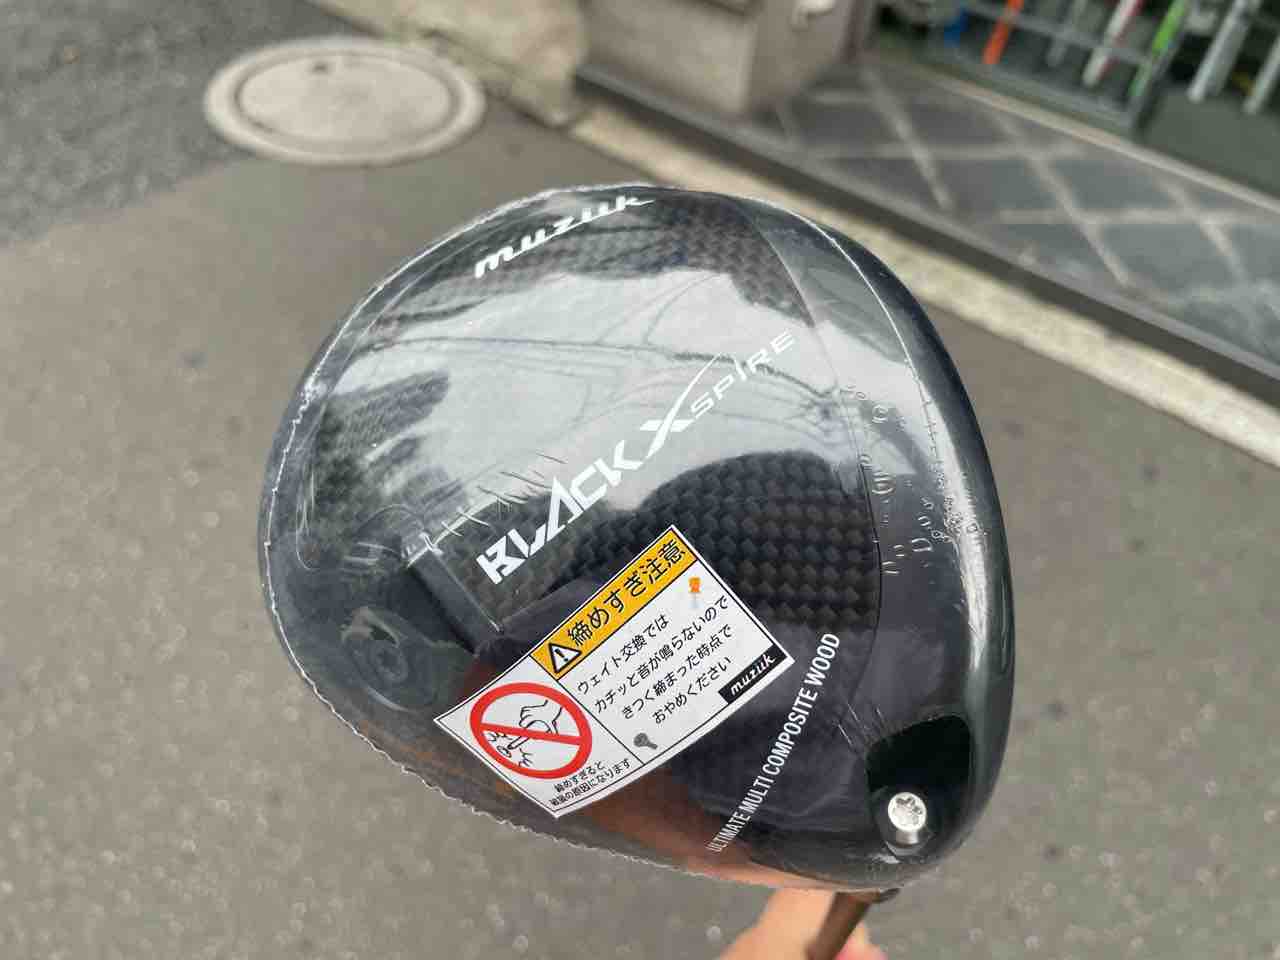 muziik
BLACK X SPIRE
締めすぎ注意
ウェイト交換では
カチッと音が鳴らないので
きつく締まった時点で
おやめください
muziik
締めすぎると
破損の原因になります
ULTIMATE MULTI COMPOSITE WOOD